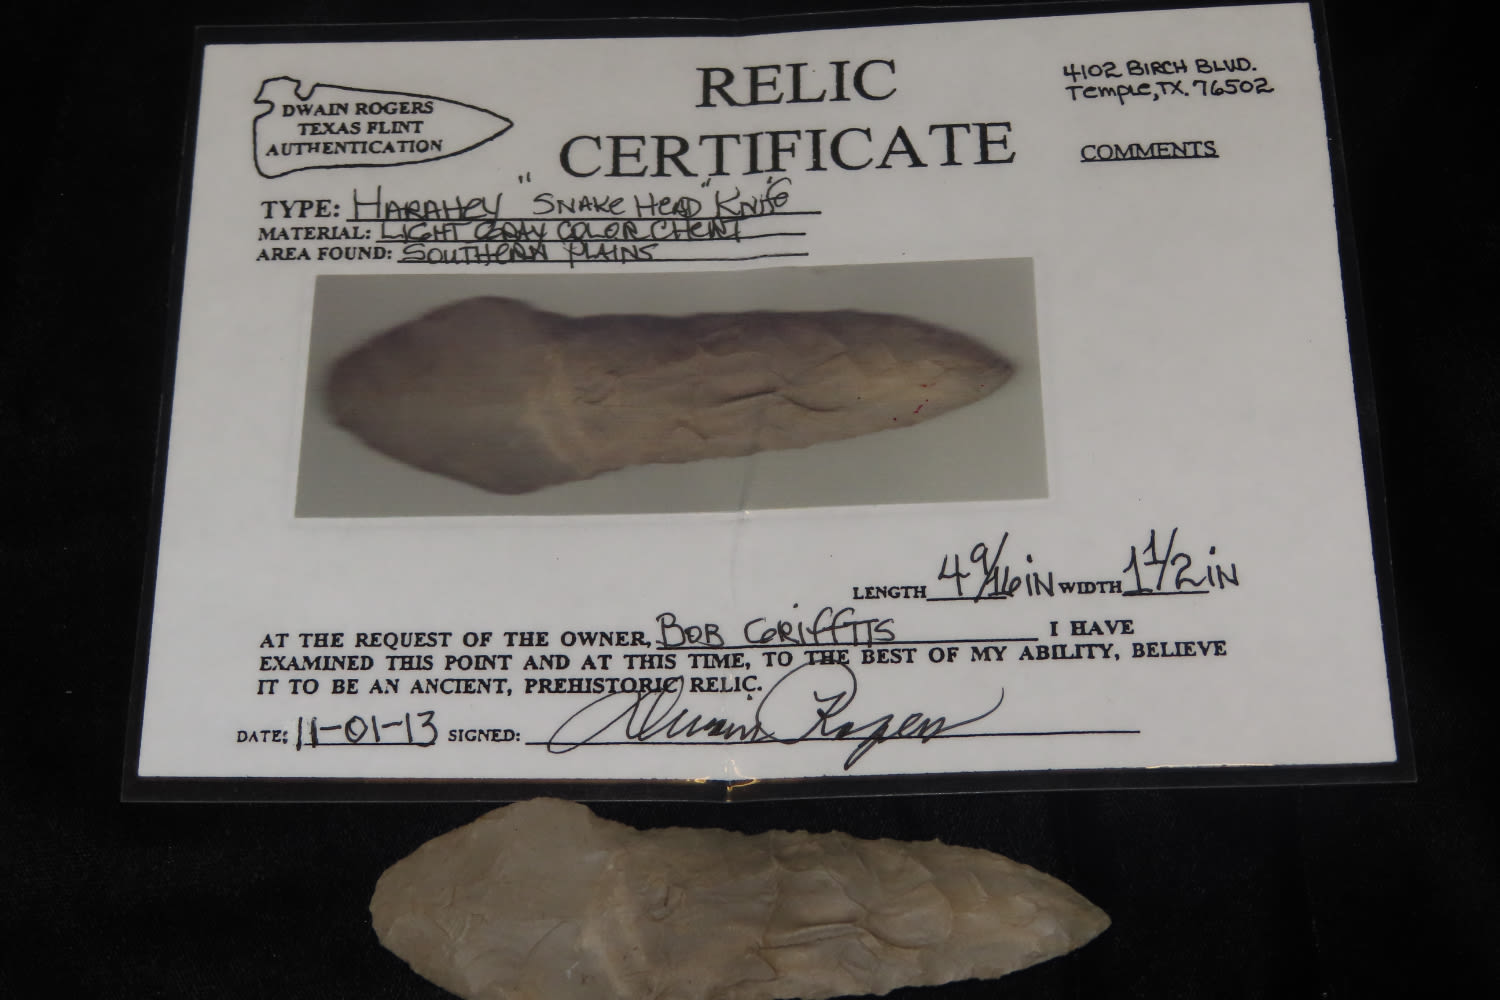 DWAIN ROGERS
TEXAS FLINT
AUTHENTICATION
RELIC
CERTIFICATE
4102 BIRCH BLVD.
Temple, TX. 76502
COMMENTS
TYPE: HARAHEY "SNAKE HEAD" KNIFE
MATERIAL: LIGHT GRAY COLOR CHERT
AREA FOUND: SOUTHERN PLAINS
LENGTH 4 9/16 IN WIDTH 1 1/2 IN
AT THE REQUEST OF THE OWNER, BOB GRIFFITS I HAVE
EXAMINED THIS POINT AND AT THIS TIME, TO THE BEST OF MY ABILITY, BELIEVE
IT TO BE AN ANCIENT, PREHISTORIC RELIC.
DATE: 11-01-13 SIGNED: Dwain Rogers